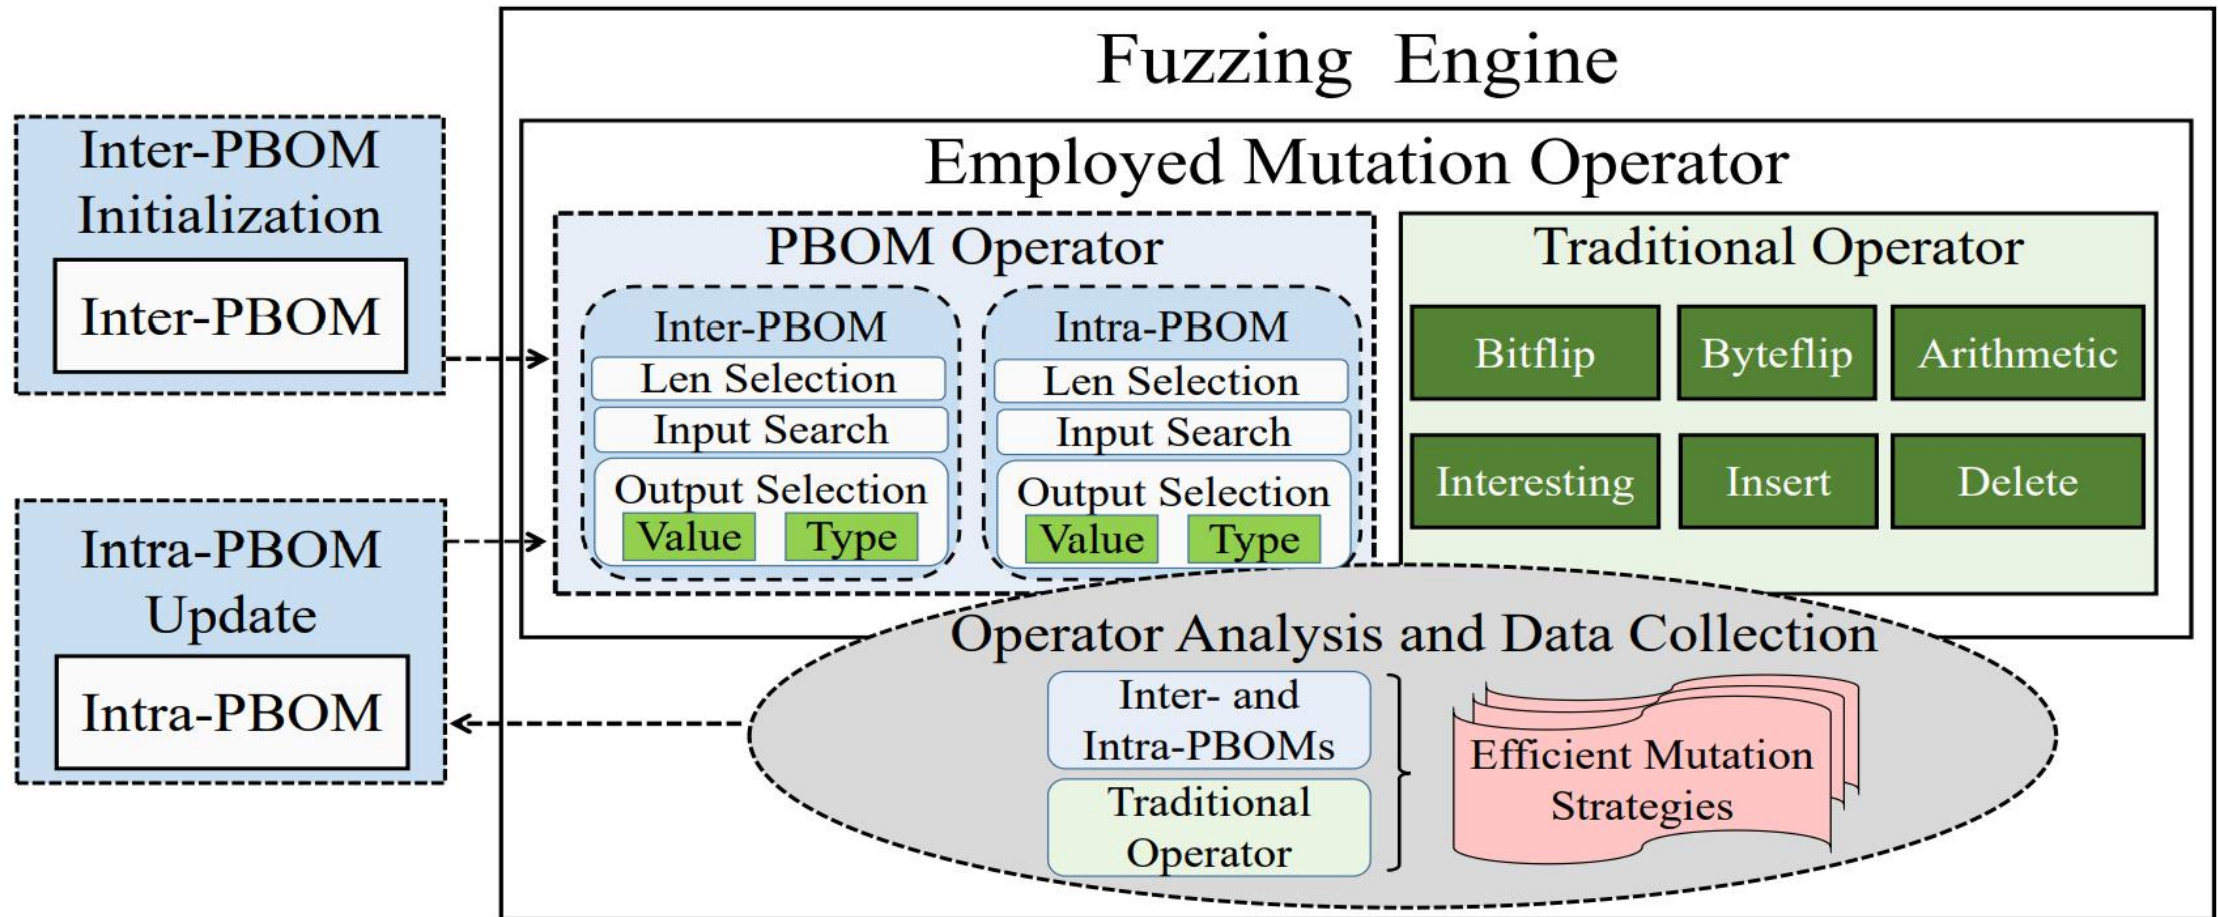 Fuzzing Engine
Inter-PBOM
Initialization
Inter-PBOM
Intra-PBOM
Update
Intra-PBOM
Employed Mutation Operator
PBOM Operator
Inter-PBOM
Len Selection
Input Search
Output Selection
Value
Type
Intra-PBOM
Len Selection
Input Search
Output Selection
Value
Type
Traditional Operator
Bitflip
Byteflip
Arithmetic
Interesting
Insert
Delete
Operator Analysis and Data Collection
Inter- and
Intra-PBOMs
Traditional
Operator
Efficient Mutation
Strategies